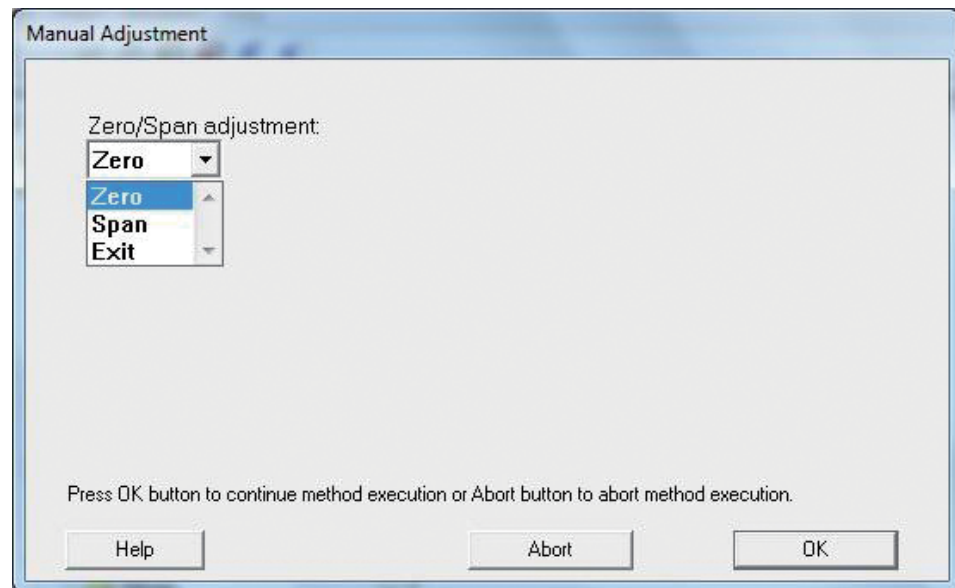 Manual Adjustment
Zero/Span adjustment:
Zero
Zero
Span
Exit
Press OK button to continue method execution or Abort button to abort method execution.
Help Abort OK